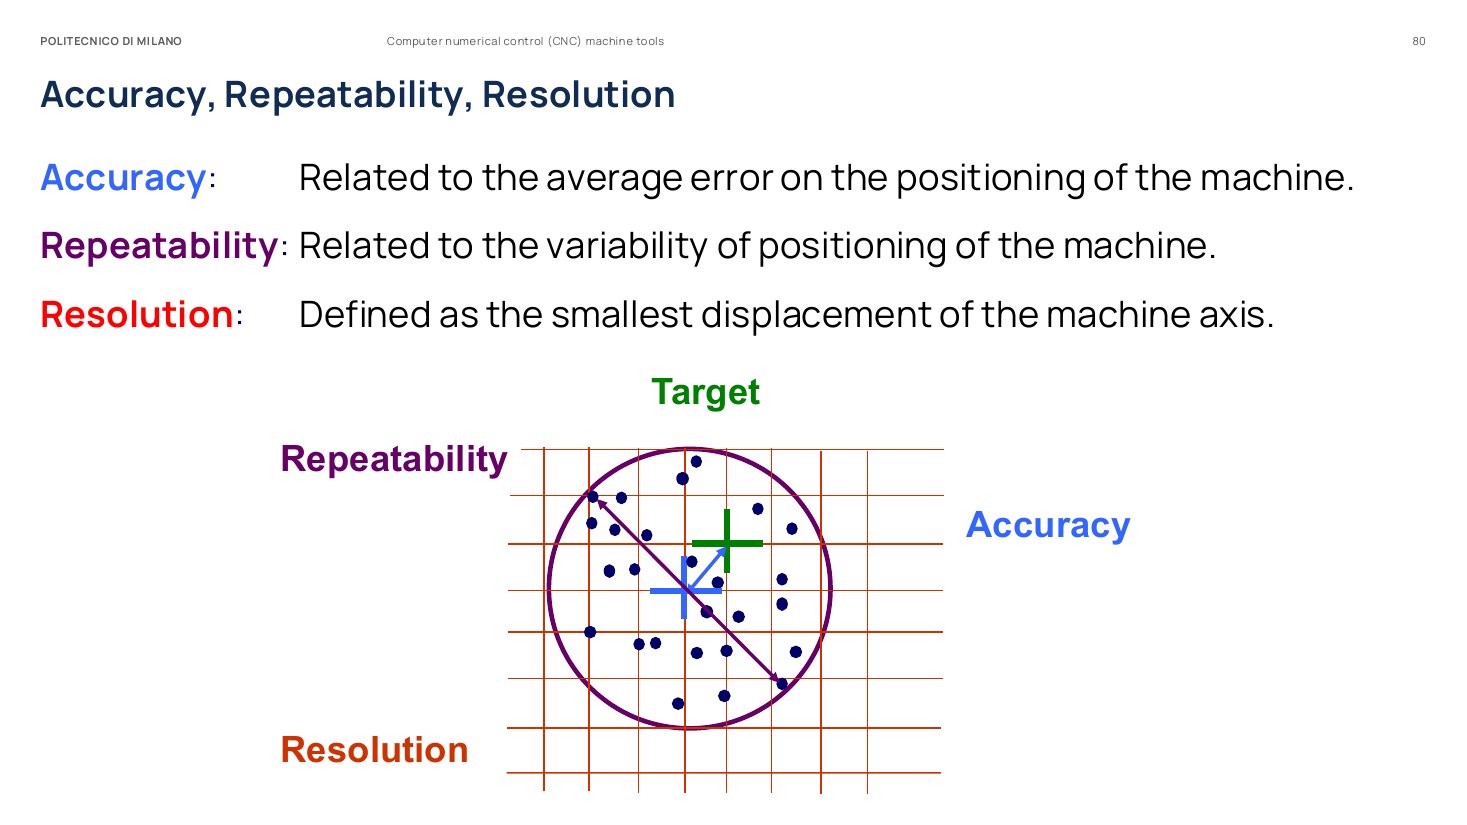 POLITECNICO DI MILANO
Computer numerical control (CNC) machine tools
80
Accuracy, Repeatability, Resolution
Accuracy: Related to the average error on the positioning of the machine.
Repeatability: Related to the variability of positioning of the machine.
Resolution: Defined as the smallest displacement of the machine axis.
Target
Repeatability
Accuracy
Resolution